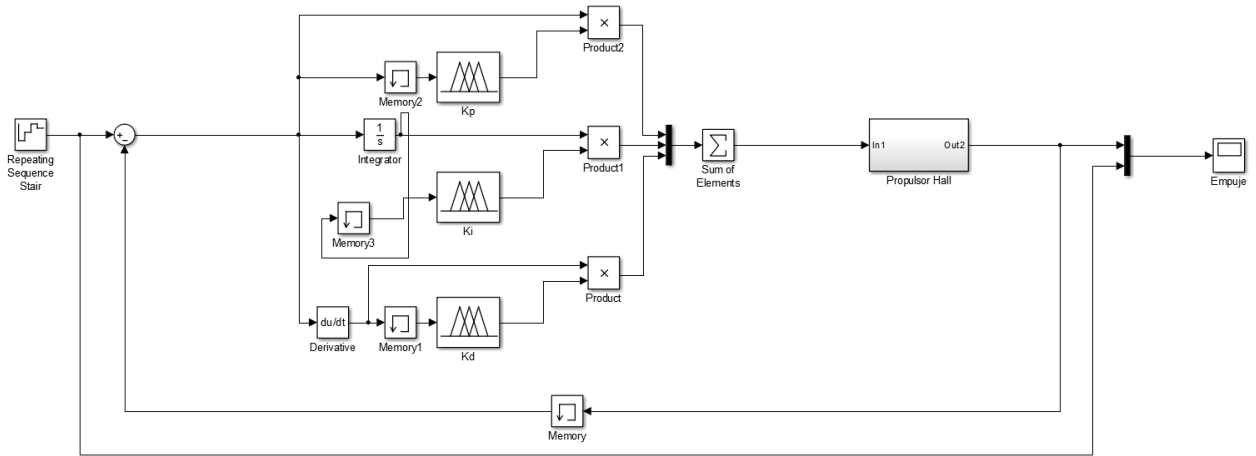 ×
Product2
Memory2
Kp
Repeating
Sequence
Stair
+
−
1
s
Integrator
×
Product1
Σ
Sum of
Elements
In1
Out2
Propulsor Hall
Empuje
Memory3
Ki
×
Product
du/dt
Derivative
Memory1
Kd
Memory